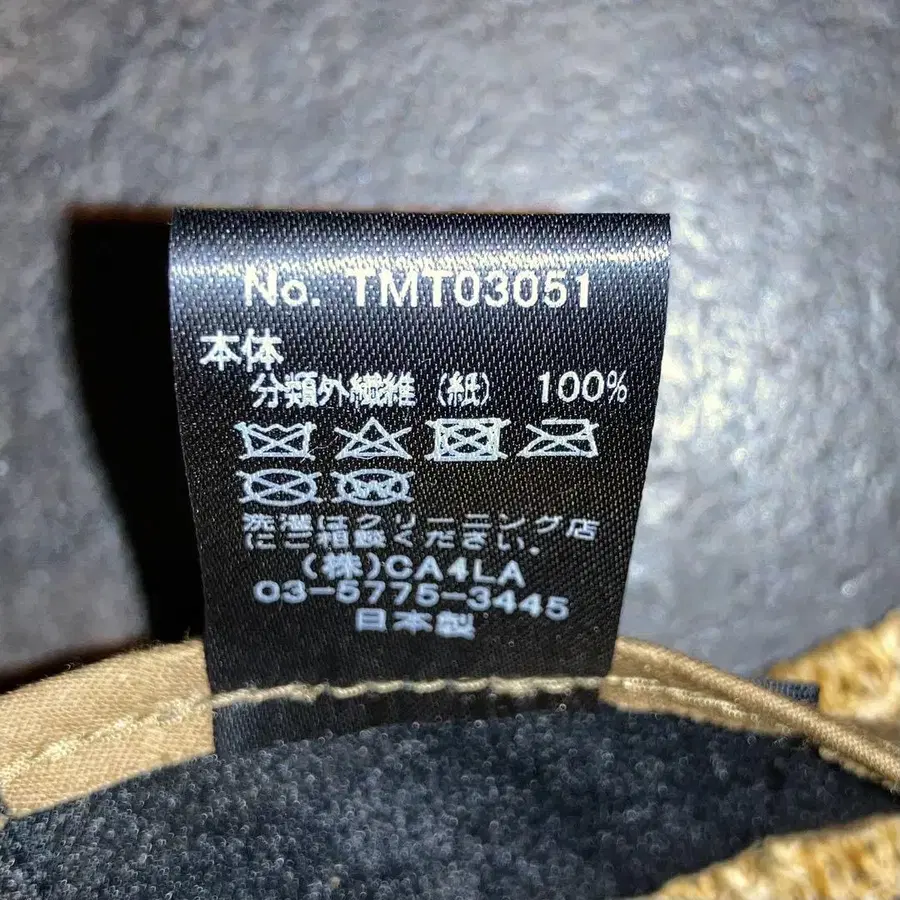 No. TMT03051
本体
分類外繊維 (紙) 100%
洗濯はクリーニング店
にご相談ください。
(株)CA4LA
03-5775-3445
日本製